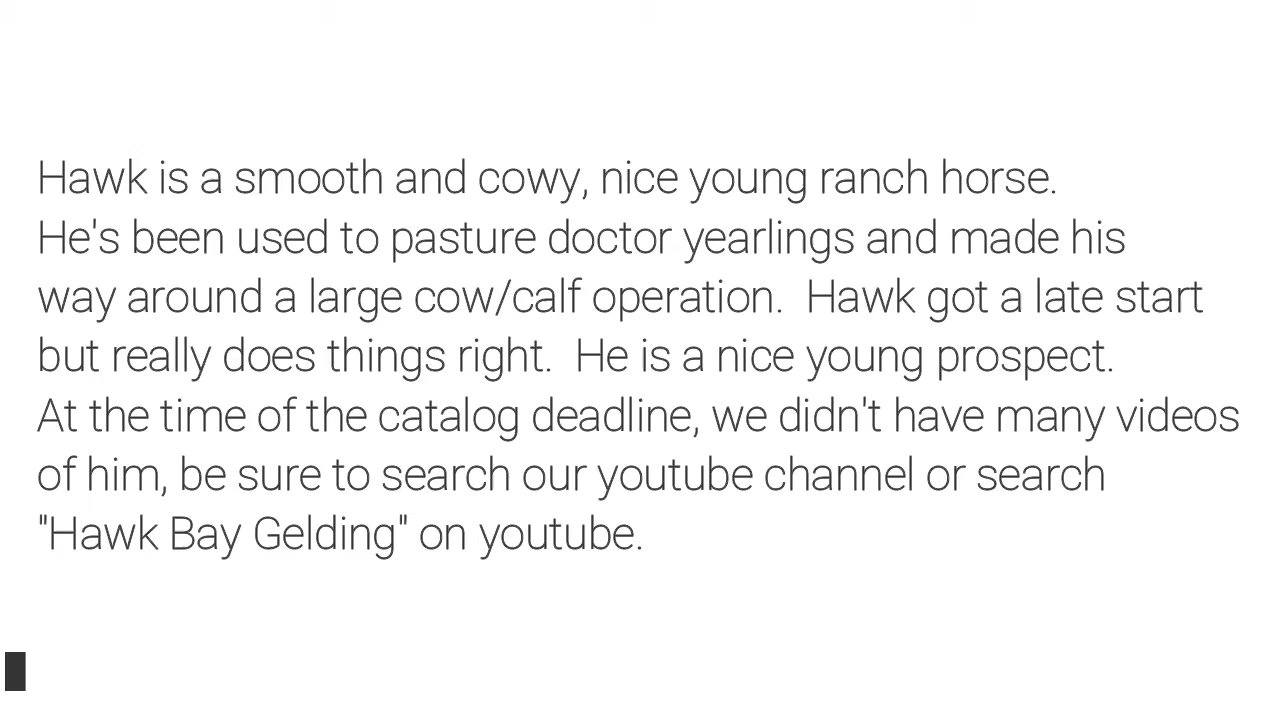 Hawk is a smooth and cowy, nice young ranch horse.
He's been used to pasture doctor yearlings and made his
way around a large cow/calf operation.  Hawk got a late start
but really does things right.  He is a nice young prospect.
At the time of the catalog deadline, we didn't have many videos
of him, be sure to search our youtube channel or search
"Hawk Bay Gelding" on youtube.